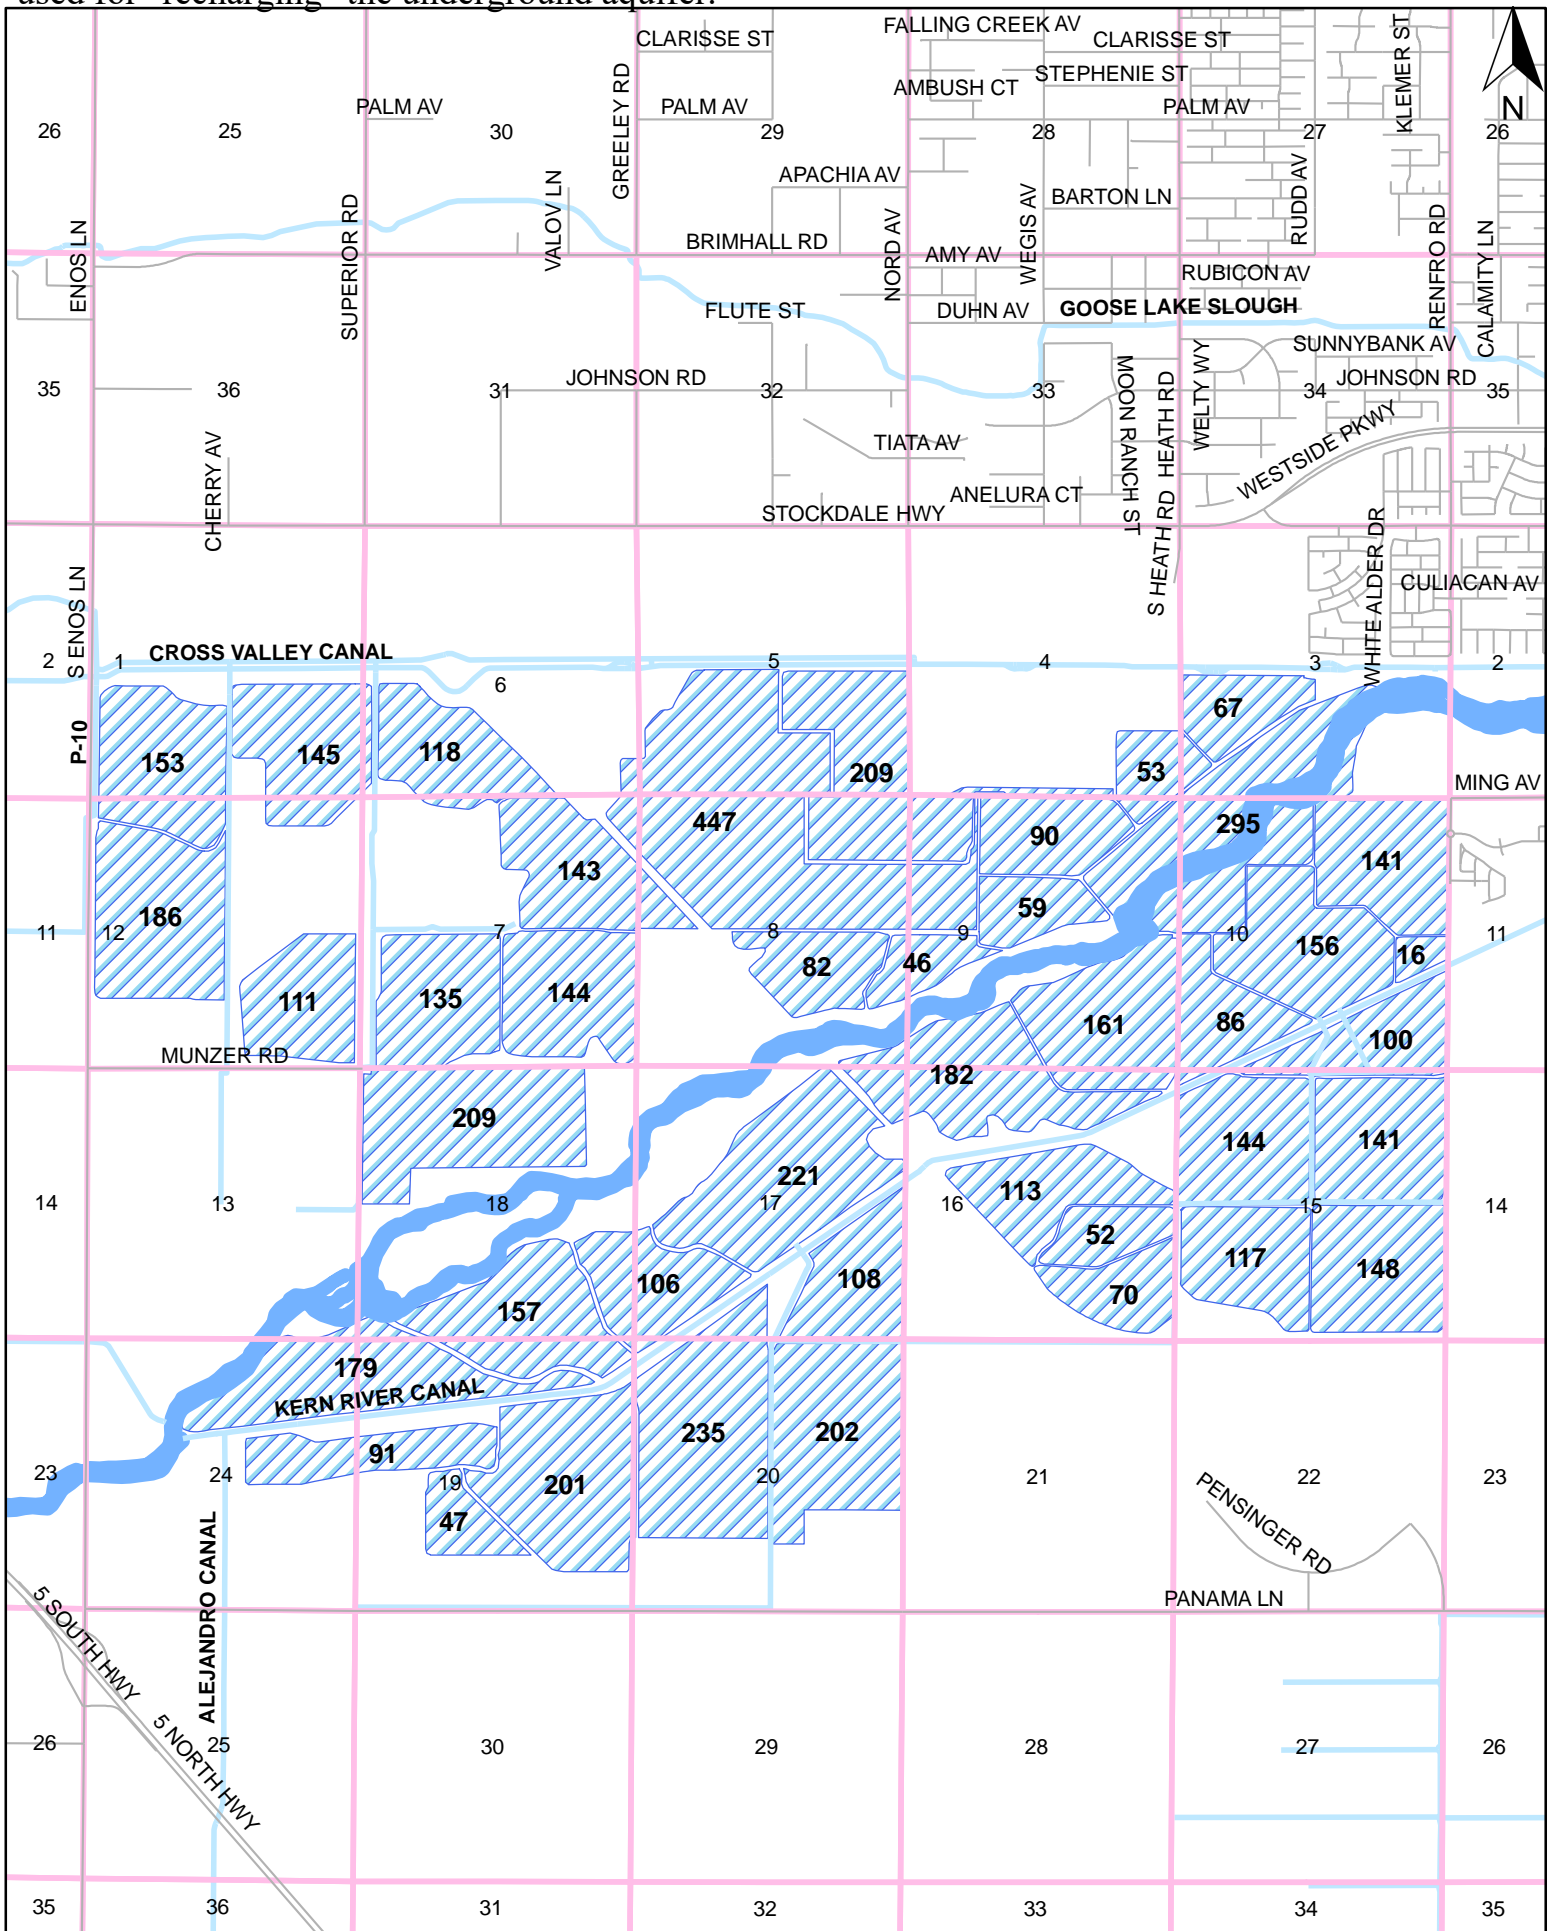 used for "recharging" the underground aquifer.
CLARISSE ST
FALLING CREEK AV
CLARISSE ST
KLEMER ST
GREELEY RD
STEPHENIE ST
AMBUSH CT
PALM AV
PALM AV
PALM AV
N
26
25
30
29
28
27
26
APACHIA AV
BARTON LN
RUDD AV
VALOV LN
WEGIS AV
NORD AV
ENOS LN
SUPERIOR RD
BRIMHALL RD
AMY AV
RENFRO RD
CALAMITY LN
RUBICON AV
FLUTE ST
DUHN AV
GOOSE LAKE SLOUGH
SUNNYBANK AV
JOHNSON RD
JOHNSON RD
35
36
31
32
33
34
35
MOON RANCH ST
HEATH RD
WELTY WY
WESTSIDE PKWY
CHERRY AV
TIATA AV
ANELURA CT
STOCKDALE HWY
S HEATH RD
WHITE ALDER DR
CULIACAN AV
S ENOS LN
CROSS VALLEY CANAL
2
1
6
5
4
3
2
P-10
67
153
145
118
209
53
MING AV
447
90
295
141
143
186
59
11
12
7
8
9
10
11
82
46
156
16
111
135
144
161
86
100
MUNZER RD
182
209
144
141
221
113
14
13
18
17
16
15
14
52
117
148
106
108
70
157
179
KERN RIVER CANAL
235
202
91
23
24
19
20
21
22
23
201
47
PENSINGER RD
ALEJANDRO CANAL
PANAMA LN
5 SOUTH HWY
5 NORTH HWY
26
25
30
29
28
27
26
35
36
31
32
33
34
35